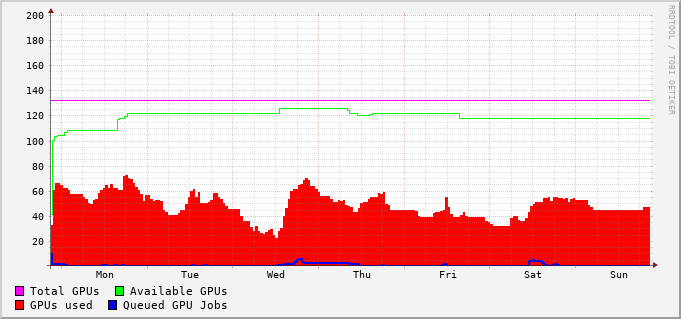 200
180
160
140
120
100
80
60
40
20
Mon Tue Wed Thu Fri Sat Sun
Total GPUs Available GPUs
GPUs used Queued GPU Jobs
RRDTOOL / TOBI OETIKER